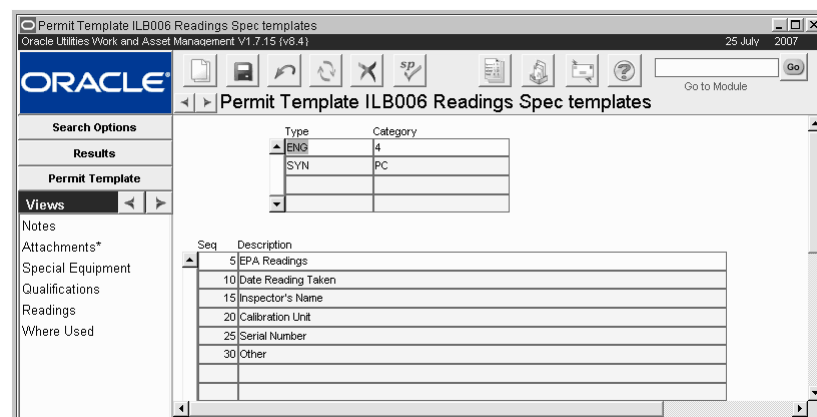 Permit Template ILB006 Readings Spec templates
Oracle Utilities Work and Asset Management V1.7.15 (v8.4) 25 July 2007
ORACLE
sp
Go
Go to Module
Permit Template ILB006 Readings Spec templates
Search Options
Results
Permit Template
Views
Notes
Attachments*
Special Equipment
Qualifications
Readings
Where Used
Type Category
ENG 4
SYN PC
Seq Description
5 EPA Readings
10 Date Reading Taken
15 Inspector's Name
20 Calibration Unit
25 Serial Number
30 Other